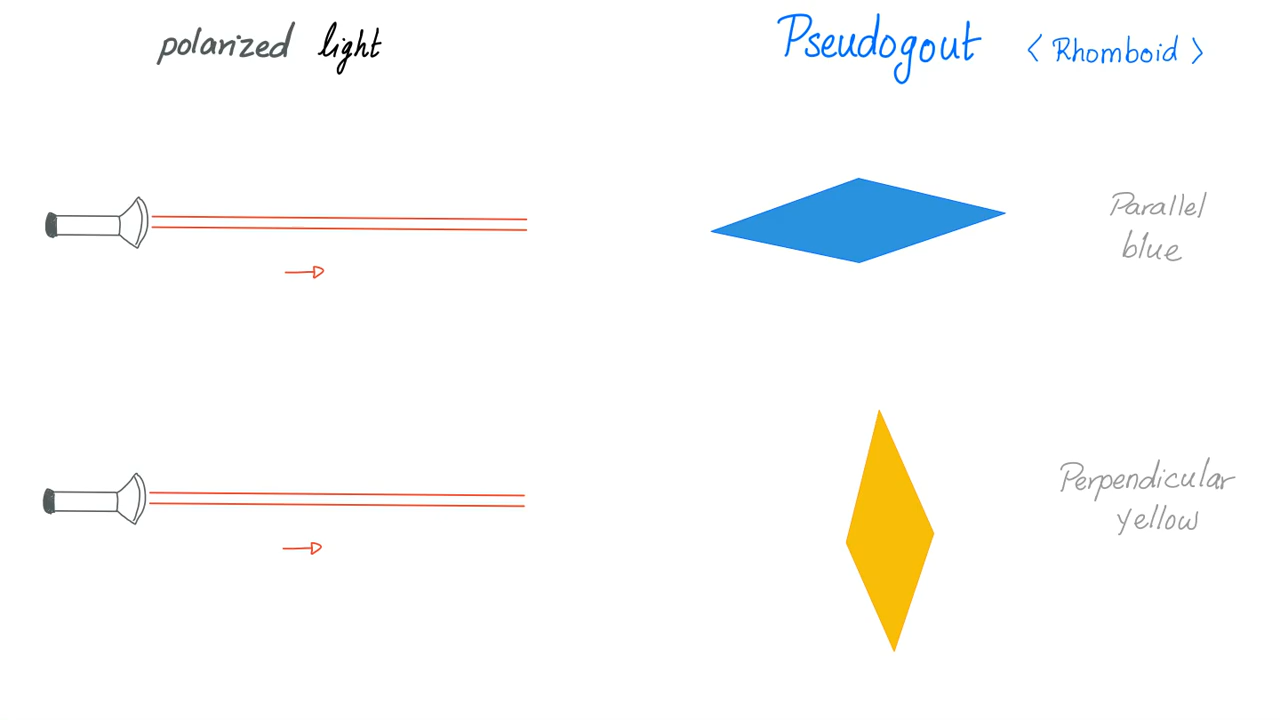 polarized light
Pseudogout < Rhomboid >
Parallel
blue
Perpendicular
yellow